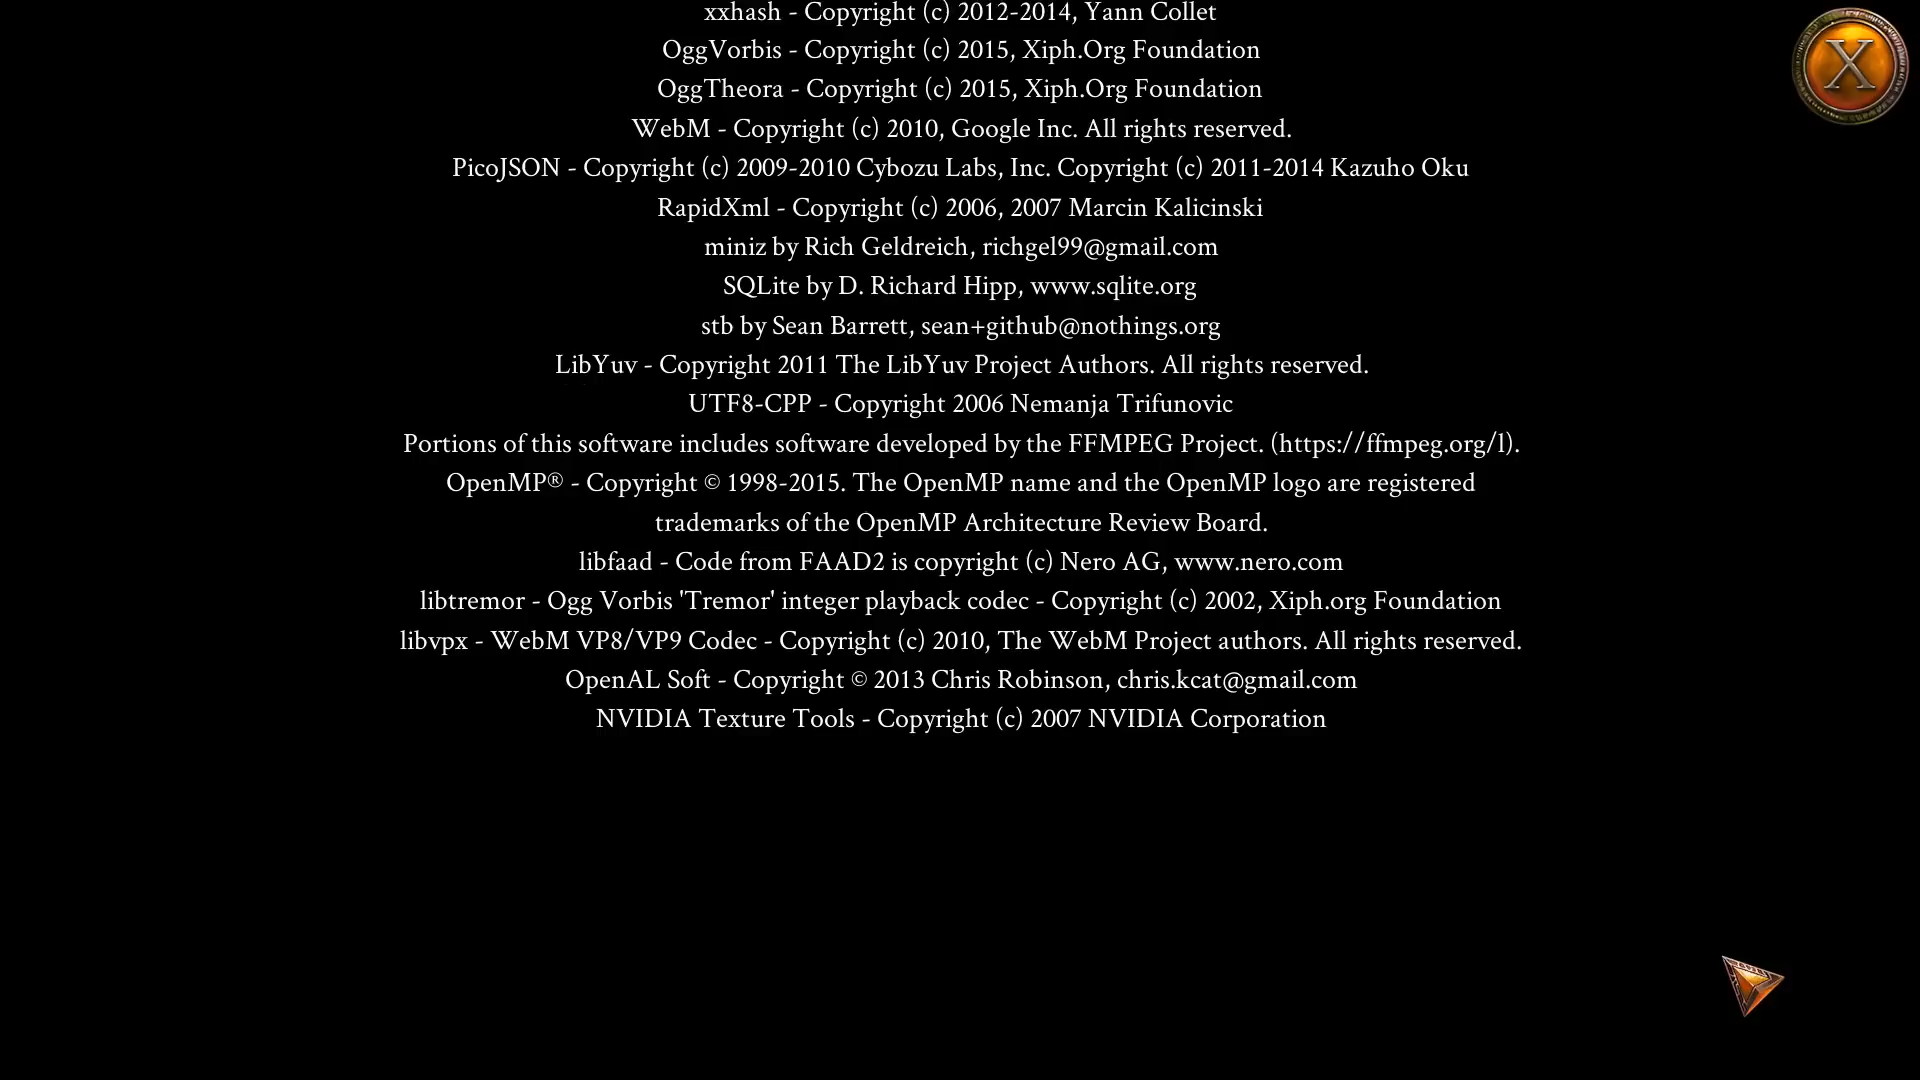 xxhash - Copyright (c) 2012-2014, Yann Collet
OggVorbis - Copyright (c) 2015, Xiph.Org Foundation
OggTheora - Copyright (c) 2015, Xiph.Org Foundation
WebM - Copyright (c) 2010, Google Inc. All rights reserved.
PicoJSON - Copyright (c) 2009-2010 Cybozu Labs, Inc. Copyright (c) 2011-2014 Kazuho Oku
RapidXml - Copyright (c) 2006, 2007 Marcin Kalicinski
miniz by Rich Geldreich, richgel99@gmail.com
SQLite by D. Richard Hipp, www.sqlite.org
stb by Sean Barrett, sean+github@nothings.org
LibYuv - Copyright 2011 The LibYuv Project Authors. All rights reserved.
UTF8-CPP - Copyright 2006 Nemanja Trifunovic
Portions of this software includes software developed by the FFMPEG Project. (https://ffmpeg.org/l).
OpenMP® - Copyright © 1998-2015. The OpenMP name and the OpenMP logo are registered
trademarks of the OpenMP Architecture Review Board.
libfaad - Code from FAAD2 is copyright (c) Nero AG, www.nero.com
libtremor - Ogg Vorbis 'Tremor' integer playback codec - Copyright (c) 2002, Xiph.org Foundation
libvpx - WebM VP8/VP9 Codec - Copyright (c) 2010, The WebM Project authors. All rights reserved.
OpenAL Soft - Copyright © 2013 Chris Robinson, chris.kcat@gmail.com
NVIDIA Texture Tools - Copyright (c) 2007 NVIDIA Corporation
X